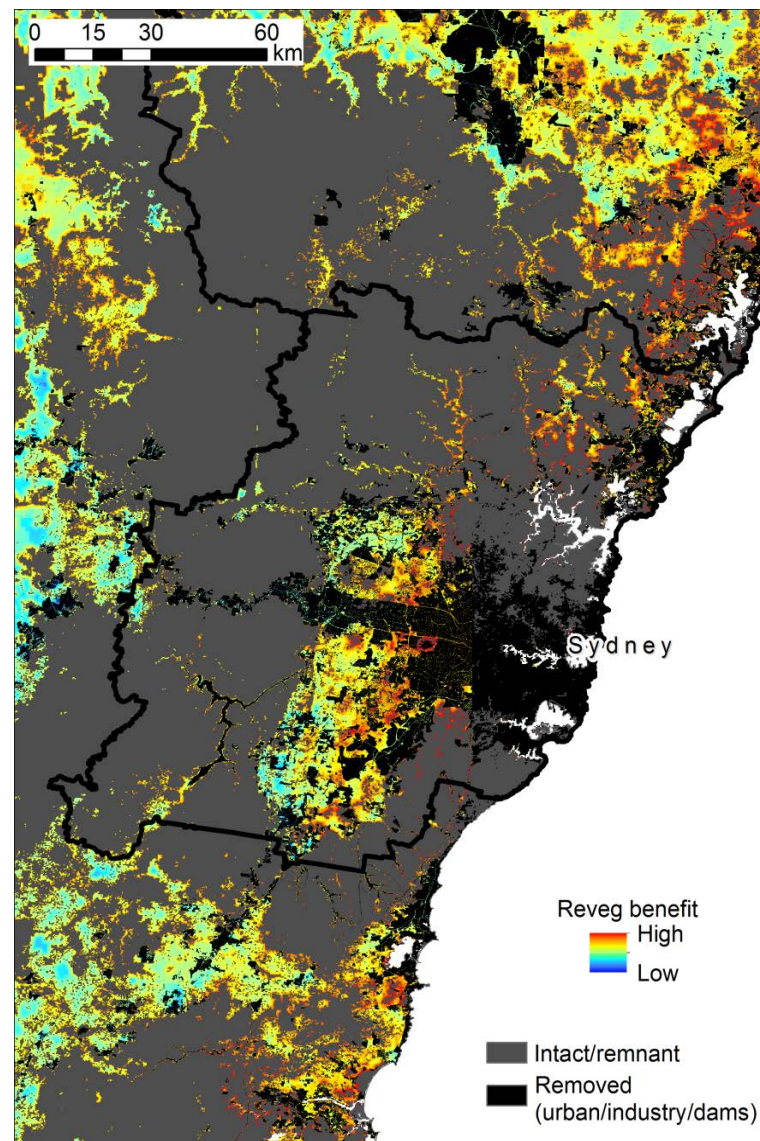 0 15 30 60
km
Sydney
Reveg benefit
High
Low
Intact/remnant
Removed
(urban/industry/dams)